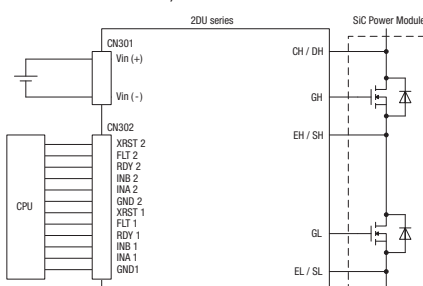 2DU series
SiC Power Module
CN301
Vin (+)
Vin (-)
CH / DH
GH
EH / SH
CN302
XRST 2
FLT 2
RDY 2
INB 2
INA 2
GND 2
XRST 1
FLT 1
RDY 1
INB 1
INA 1
GND1
CPU
GL
EL / SL